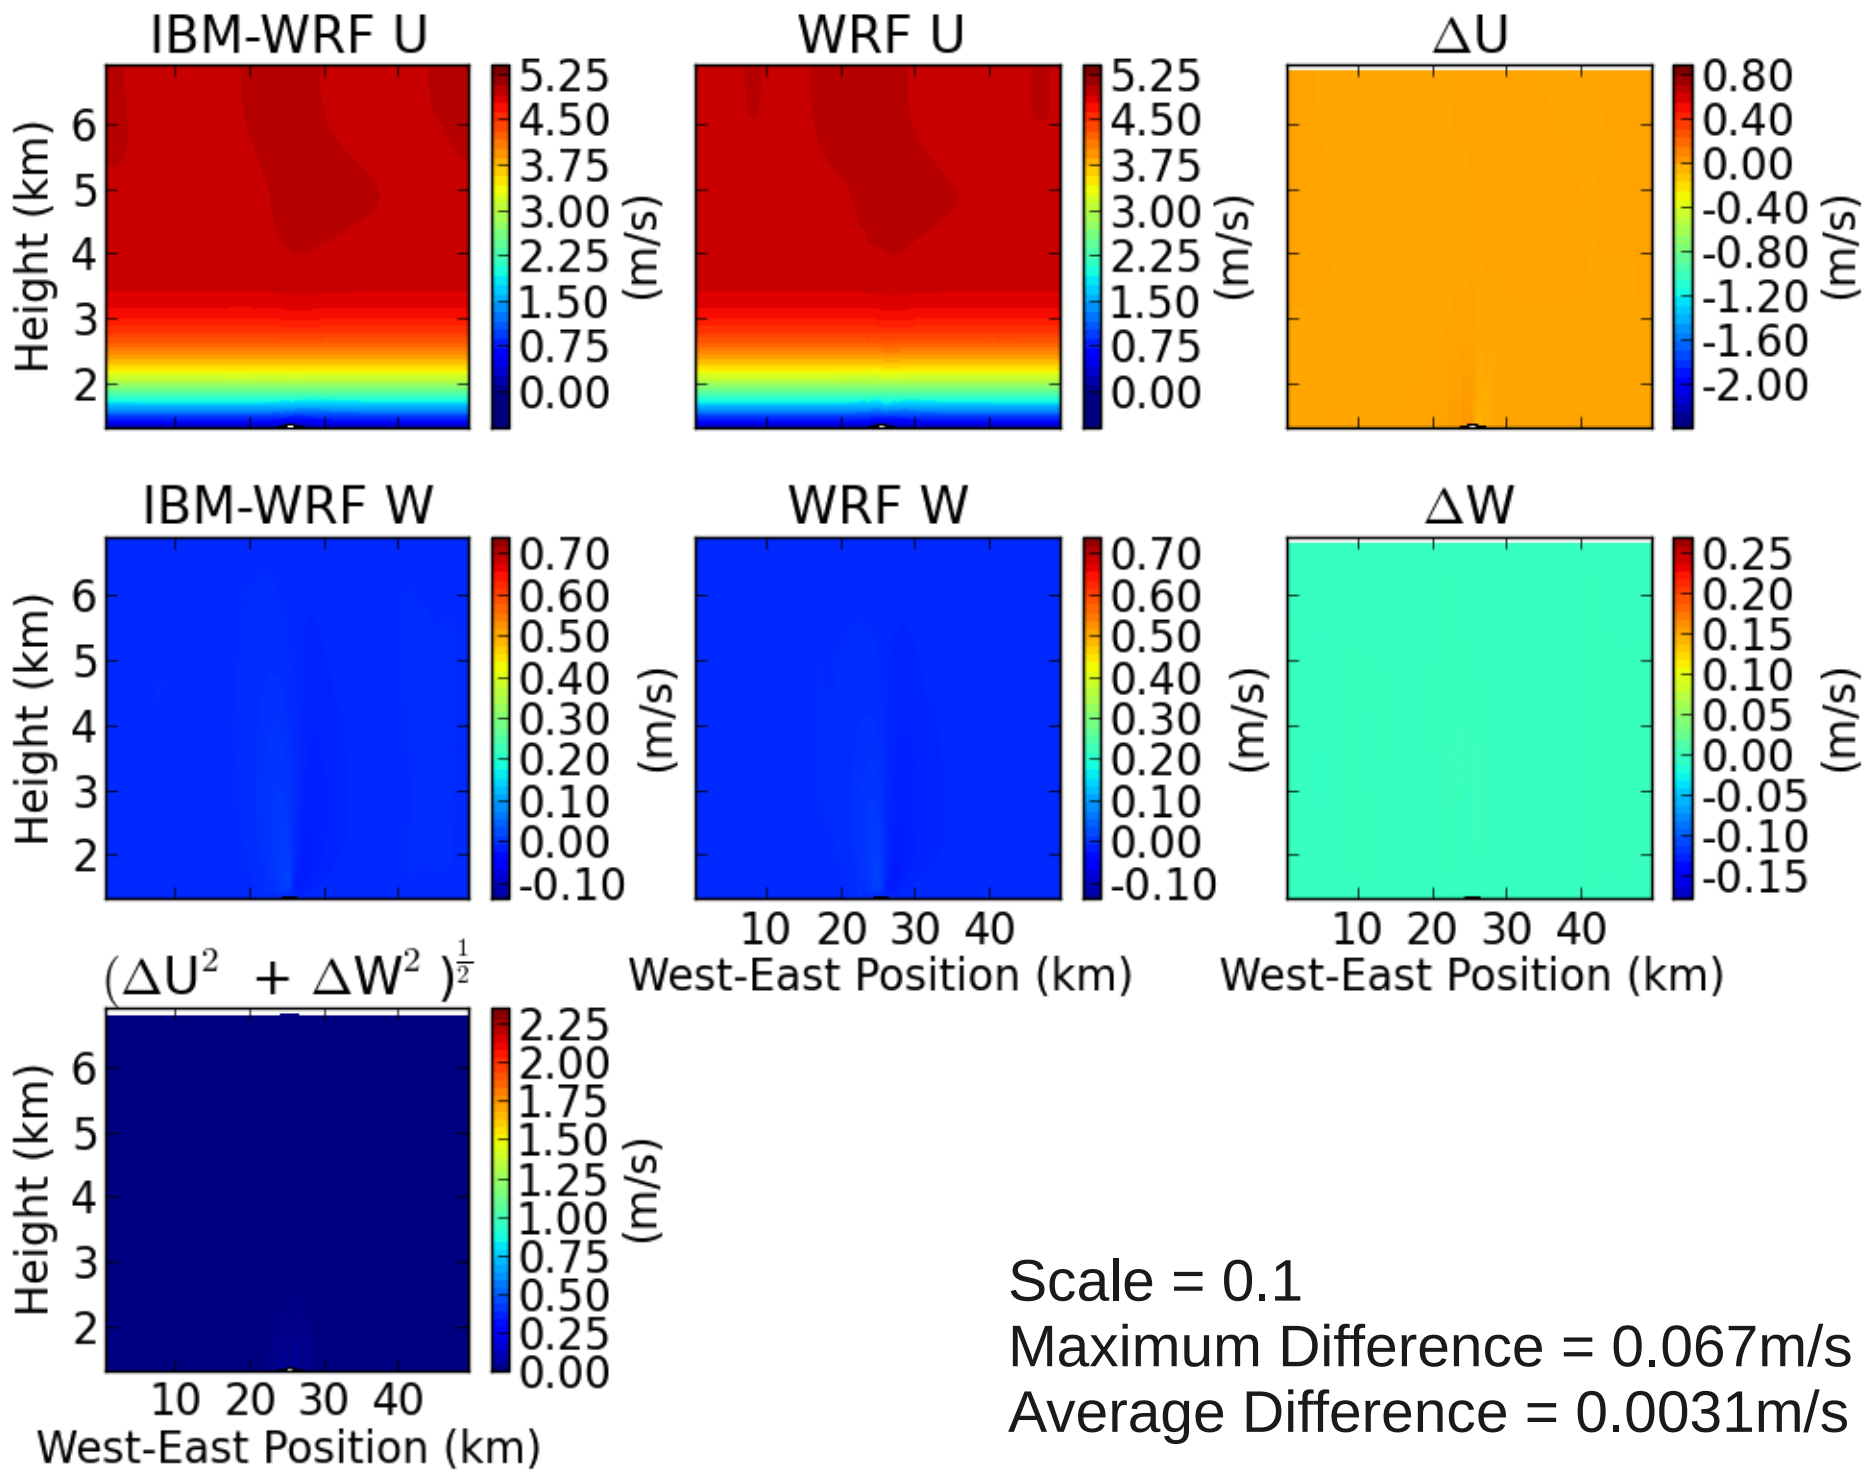 IBM-WRF U
WRF U
ΔU
Height (km)
6
5
4
3
2
5.25
4.50
3.75
3.00
2.25
1.50
0.75
0.00
(m/s)
5.25
4.50
3.75
3.00
2.25
1.50
0.75
0.00
(m/s)
0.80
0.40
0.00
-0.40
-0.80
-1.20
-1.60
-2.00
(m/s)
IBM-WRF W
WRF W
ΔW
Height (km)
6
5
4
3
2
0.70
0.60
0.50
0.40
0.30
0.20
0.10
0.00
-0.10
(m/s)
0.70
0.60
0.50
0.40
0.30
0.20
0.10
0.00
-0.10
(m/s)
10 20 30 40
West-East Position (km)
0.25
0.20
0.15
0.10
0.05
0.00
-0.05
-0.10
-0.15
(m/s)
10 20 30 40
West-East Position (km)
(ΔU² + ΔW²)^½
Height (km)
6
5
4
3
2
2.25
2.00
1.75
1.50
1.25
1.00
0.75
0.50
0.25
0.00
(m/s)
10 20 30 40
West-East Position (km)
Scale = 0.1
Maximum Difference = 0.067m/s
Average Difference = 0.0031m/s